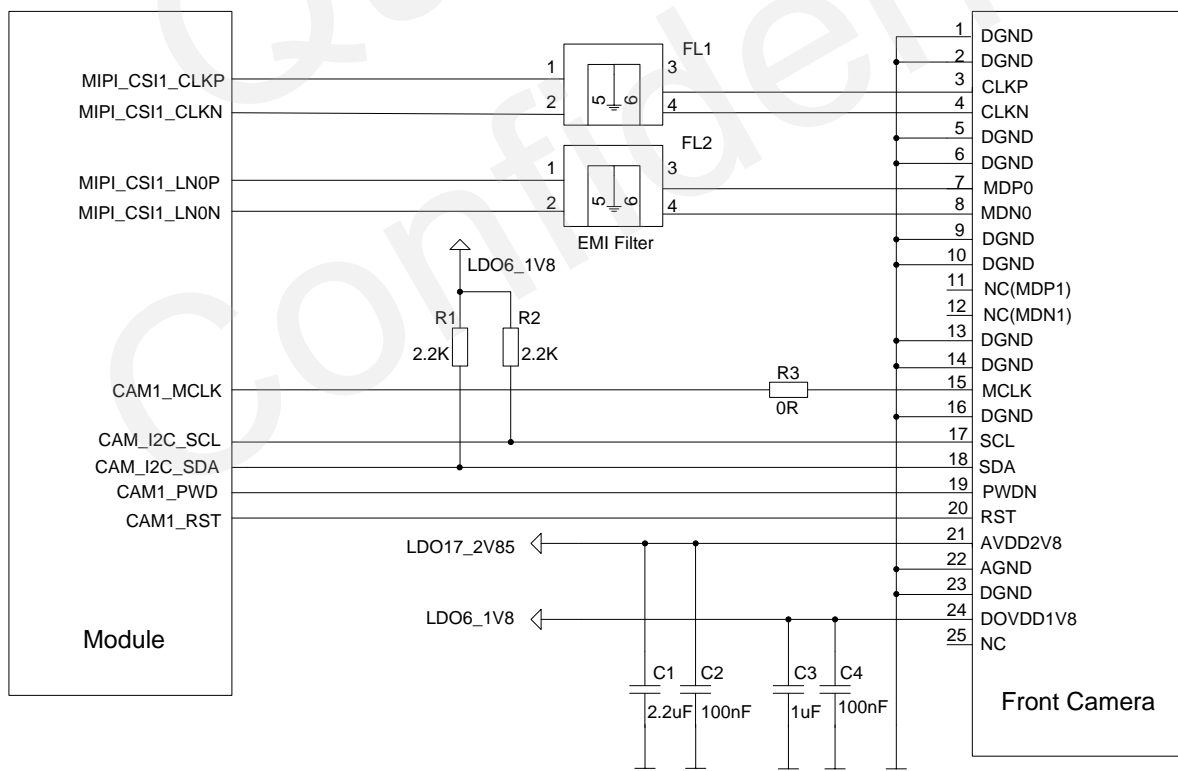 FL1
MIPI_CSI1_CLKP
MIPI_CSI1_CLKN
1
2
5
6
3
4
FL2
MIPI_CSI1_LN0P
MIPI_CSI1_LN0N
1
2
5
6
3
4
EMI Filter
LDO6_1V8
R1
2.2K
R2
2.2K
CAM1_MCLK
R3
0R
CAM_I2C_SCL
CAM_I2C_SDA
CAM1_PWD
CAM1_RST
LDO17_2V85
LDO6_1V8
Module
C1
2.2uF
C2
100nF
C3
1uF
C4
100nF
1 DGND
2 DGND
3 CLKP
4 CLKN
5 DGND
6 DGND
7 MDP0
8 MDN0
9 DGND
10 DGND
11 NC(MDP1)
12 NC(MDN1)
13 DGND
14 DGND
15 MCLK
16 DGND
17 SCL
18 SDA
19 PWDN
20 RST
21 AVDD2V8
22 AGND
23 DGND
24 DOVDD1V8
25 NC
Front Camera